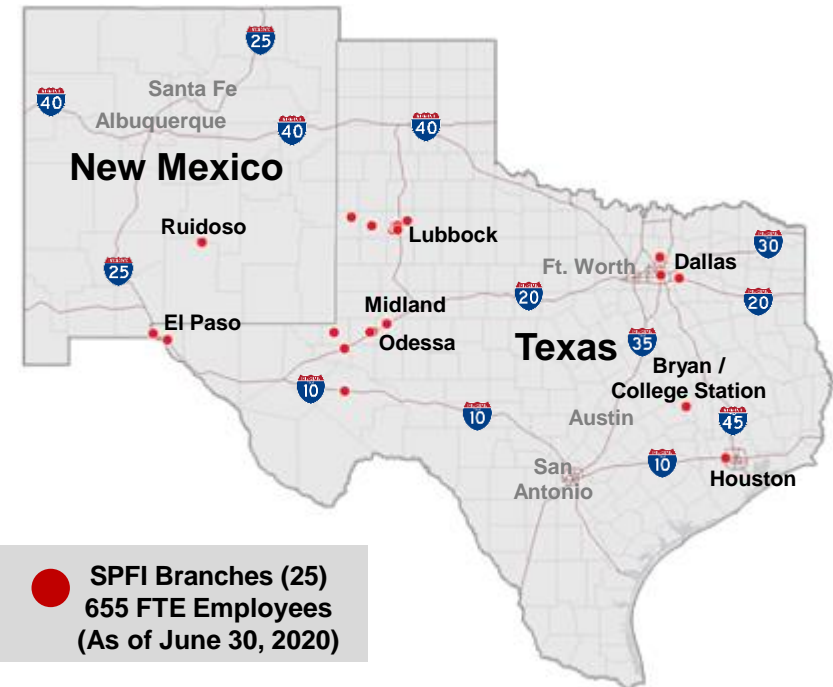 25
Santa Fe
40
Albuquerque
40
40
New Mexico
Ruidoso
Lubbock
30
Ft. Worth
Dallas
25
20
20
Midland
El Paso
Odessa
Texas
35
Bryan /
College Station
10
10
Austin
45
San
Antonio
10
Houston
SPFI Branches (25)
655 FTE Employees
(As of June 30, 2020)